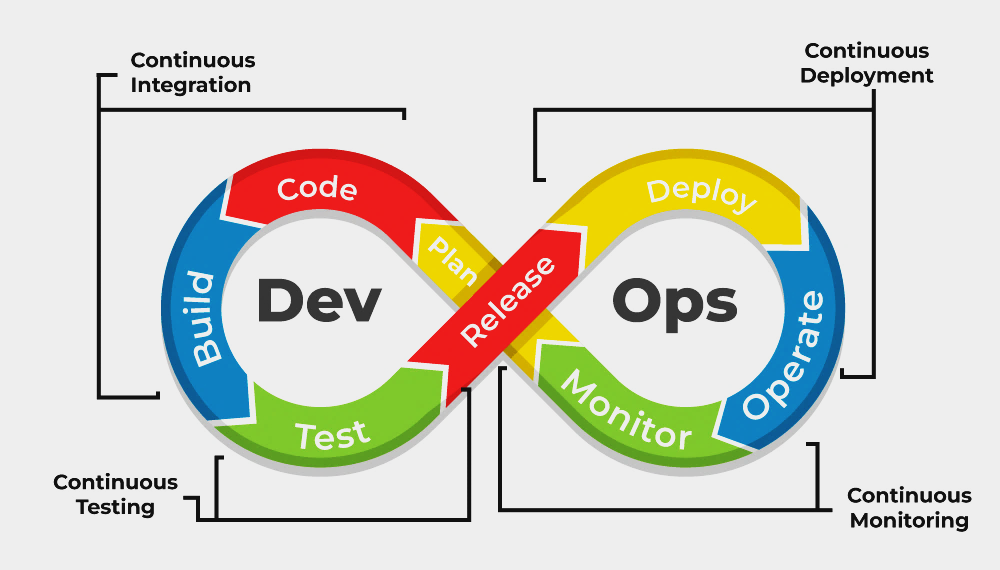 Continuous
Integration
Continuous
Deployment
Code
Plan
Build
Dev
Test
Release
Deploy
Ops
Operate
Monitor
Continuous
Testing
Continuous
Monitoring